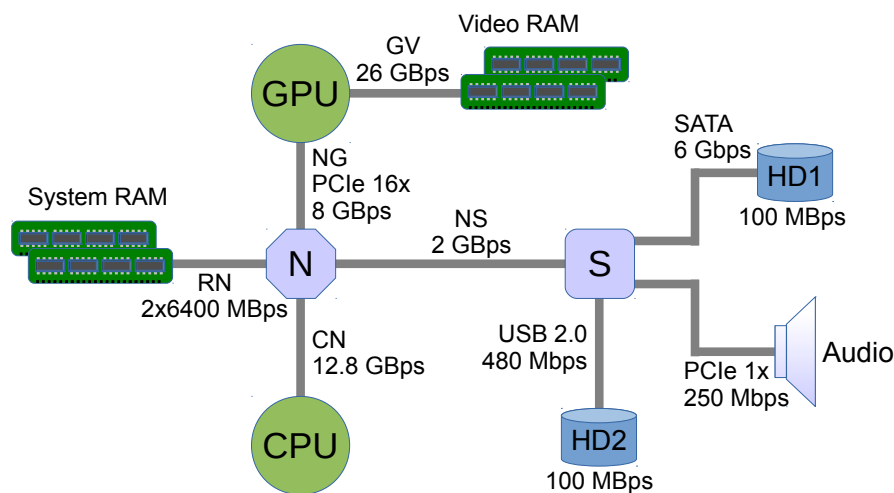 Video RAM
GV
26 GBps
GPU
SATA
6 Gbps
HD1
100 MBps
NG
PCIe 16x
8 GBps
System RAM
NS
2 GBps
N
S
RN
2x6400 MBps
CN
12.8 GBps
USB 2.0
480 Mbps
Audio
PCIe 1x
250 Mbps
CPU
HD2
100 MBps